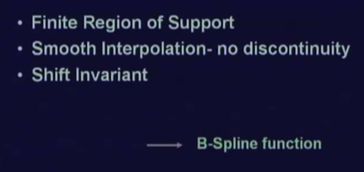 • Finite Region of Support
• Smooth Interpolation- no discontinuity
• Shift Invariant
B-Spline function